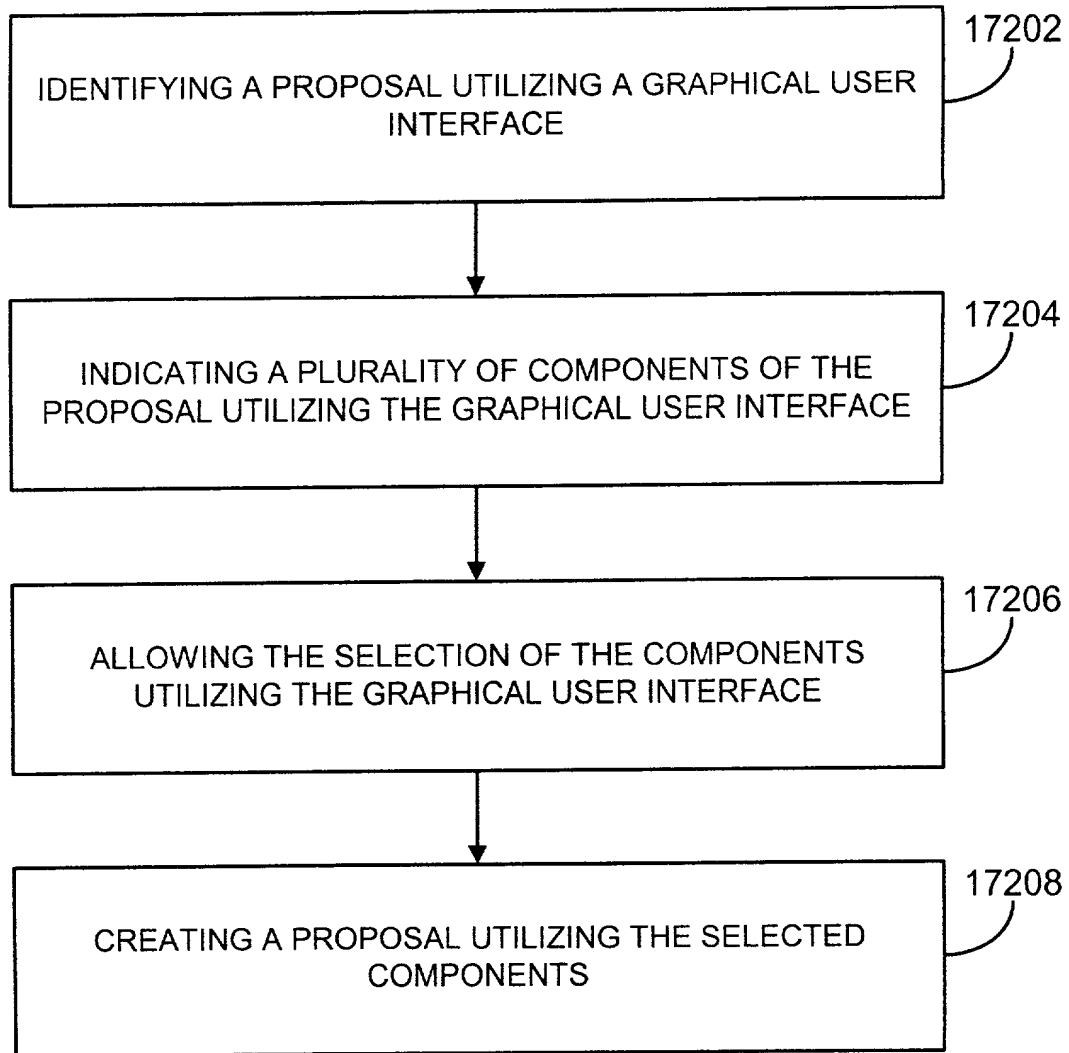 17202
IDENTIFYING A PROPOSAL UTILIZING A GRAPHICAL USER
INTERFACE
17204
INDICATING A PLURALITY OF COMPONENTS OF THE
PROPOSAL UTILIZING THE GRAPHICAL USER INTERFACE
17206
ALLOWING THE SELECTION OF THE COMPONENTS
UTILIZING THE GRAPHICAL USER INTERFACE
17208
CREATING A PROPOSAL UTILIZING THE SELECTED
COMPONENTS